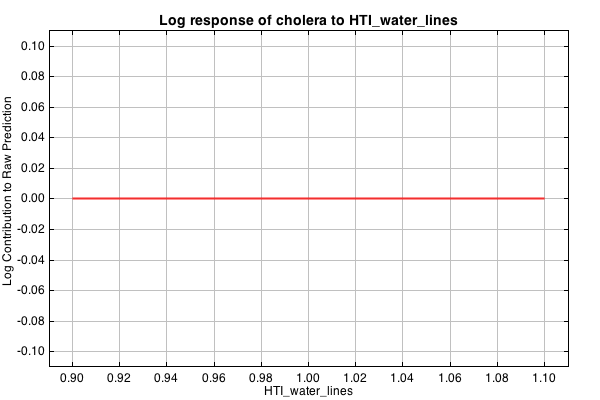 Log response of cholera to HTI_water_lines
Log Contribution to Raw Prediction
0.10
0.08
0.06
0.04
0.02
0.00
-0.02
-0.04
-0.06
-0.08
-0.10
0.90 0.92 0.94 0.96 0.98 1.00 1.02 1.04 1.06 1.08 1.10
HTI_water_lines